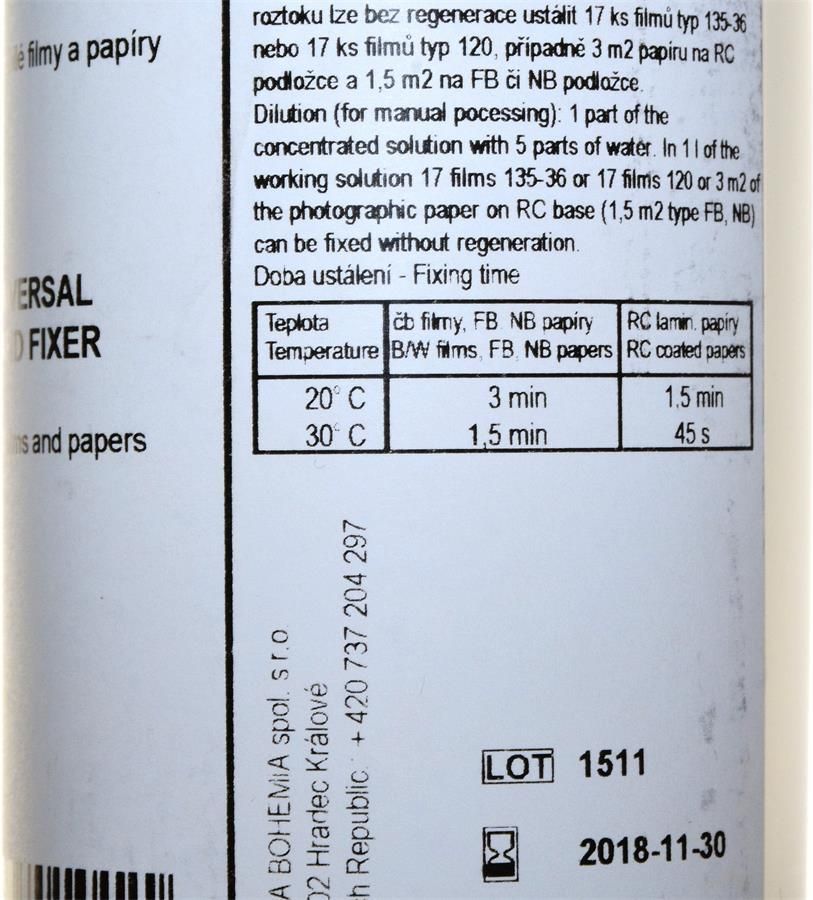 filmy a papíry
ERSAL
FIXER
and papers
roztoku lze bez regenerace ustálit 17 ks filmů typ 135-36
nebo 17 ks filmů typ 120, případně 3 m2 papíru na RC
podložce a 1,5 m2 na FB či NB podložce.
Dilution (for manual pocessing): 1 part of the
concentrated solution with 5 parts of water. In 1 l of the
working solution 17 films 135-36 or 17 films 120 or 3 m2 of
the photographic paper on RC base (1,5 m2 type FB, NB)
can be fixed without regeneration.
Doba ustálení - Fixing time
Teplota čb filmy, FB. NB papíry RC lamin. papíry
Temperature B/W films, FB, NB papers RC coated papers
20° C 3 min 1,5 min
30° C 1,5 min 45 s
A BOHEMIA spol. s r.o.
02 Hradec Králové
h Republic.: + 420 737 204 297
LOT 1511
2018-11-30